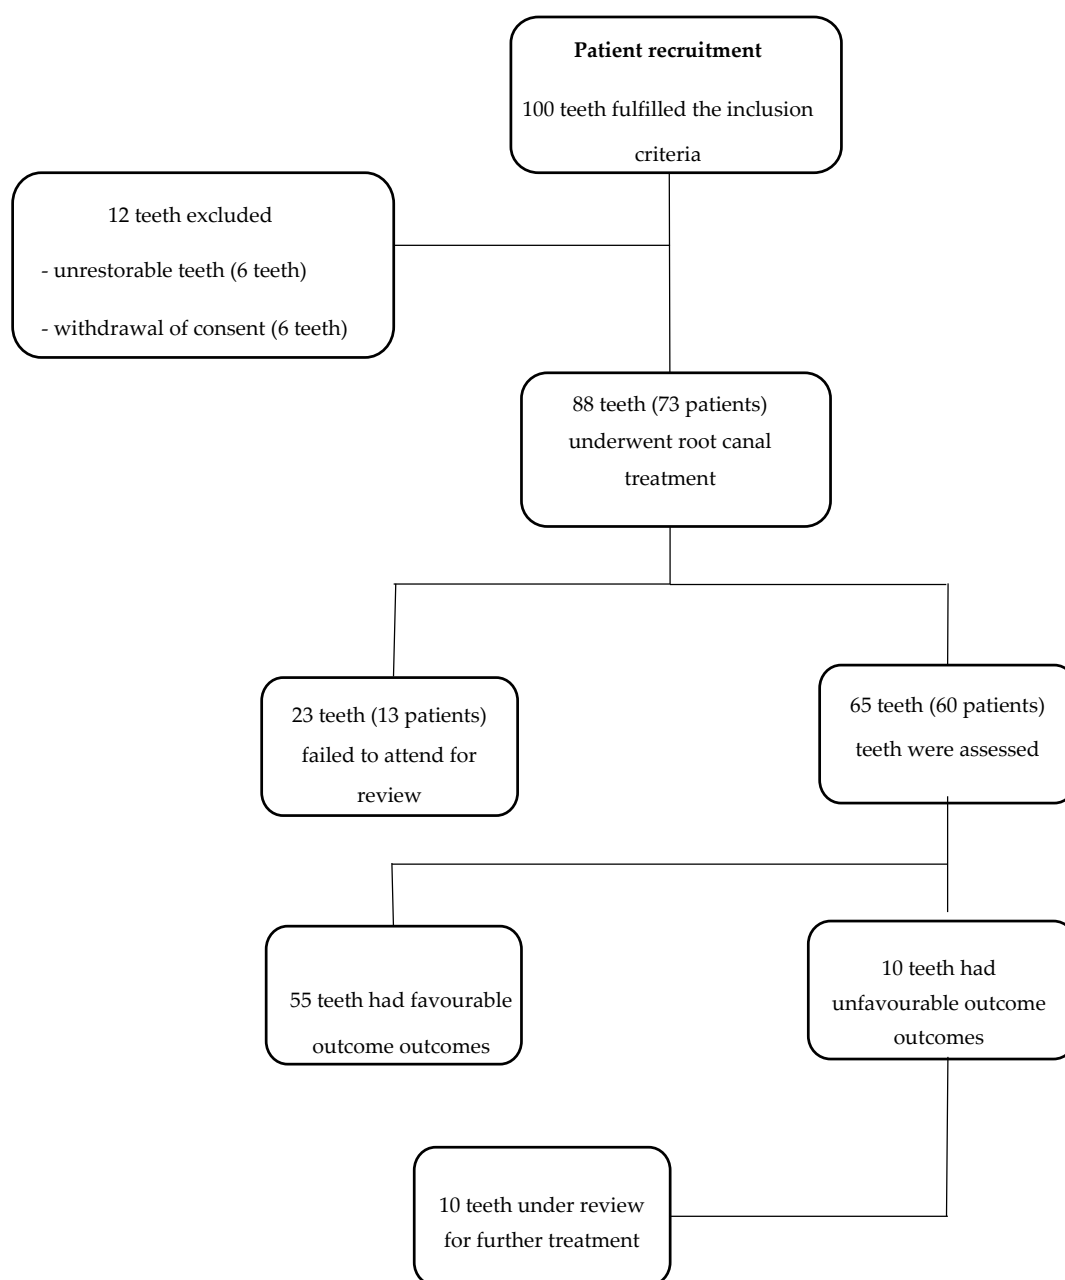 Patient recruitment
100 teeth fulfilled the inclusion
criteria
12 teeth excluded
- unrestorable teeth (6 teeth)
- withdrawal of consent (6 teeth)
88 teeth (73 patients)
underwent root canal
treatment
23 teeth (13 patients)
failed to attend for
review
65 teeth (60 patients)
teeth were assessed
55 teeth had favourable
outcome outcomes
10 teeth had
unfavourable outcome
outcomes
10 teeth under review
for further treatment